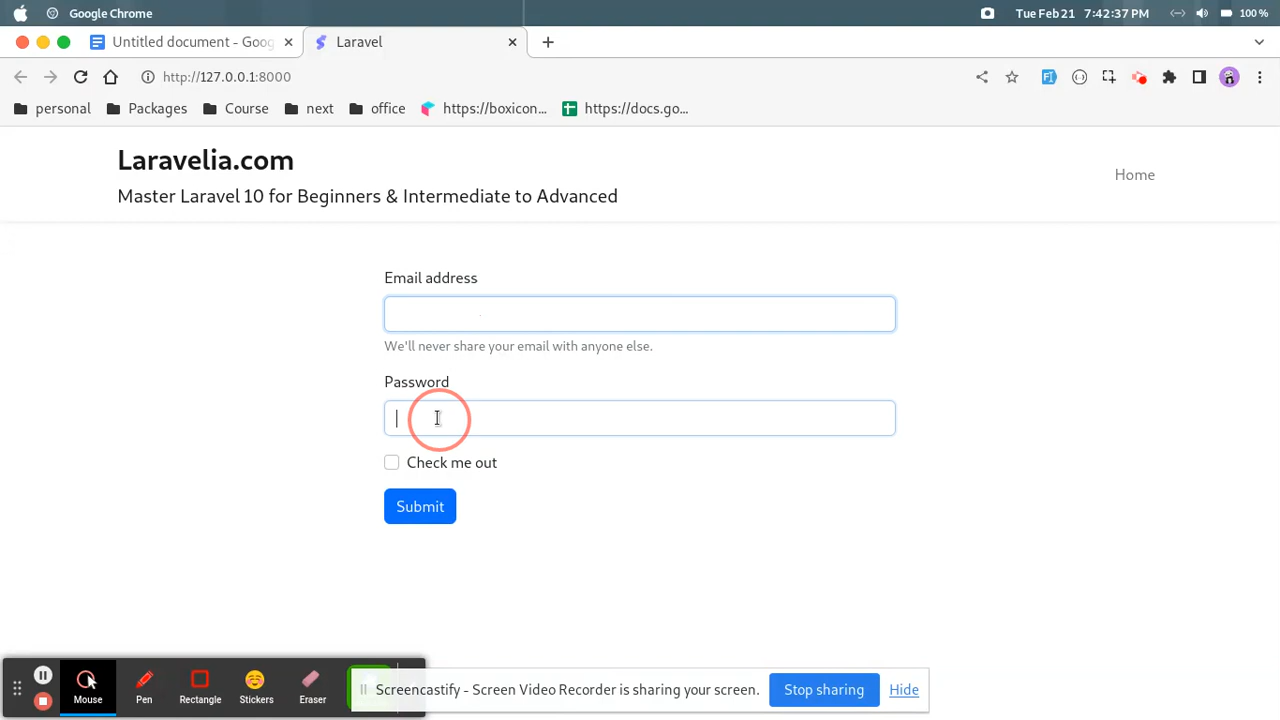 Google Chrome
Tue Feb 21 7:42:37 PM
100 %
Untitled document - Goog
Laravel
http://127.0.0.1:8000
personal
Packages
Course
next
office
https://boxicon...
https://docs.go...
Laravelia.com
Master Laravel 10 for Beginners & Intermediate to Advanced
Home
Email address
We'll never share your email with anyone else.
Password
Check me out
Submit
Mouse
Pen
Rectangle
Stickers
Eraser
Screencastify - Screen Video Recorder is sharing your screen.
Stop sharing
Hide